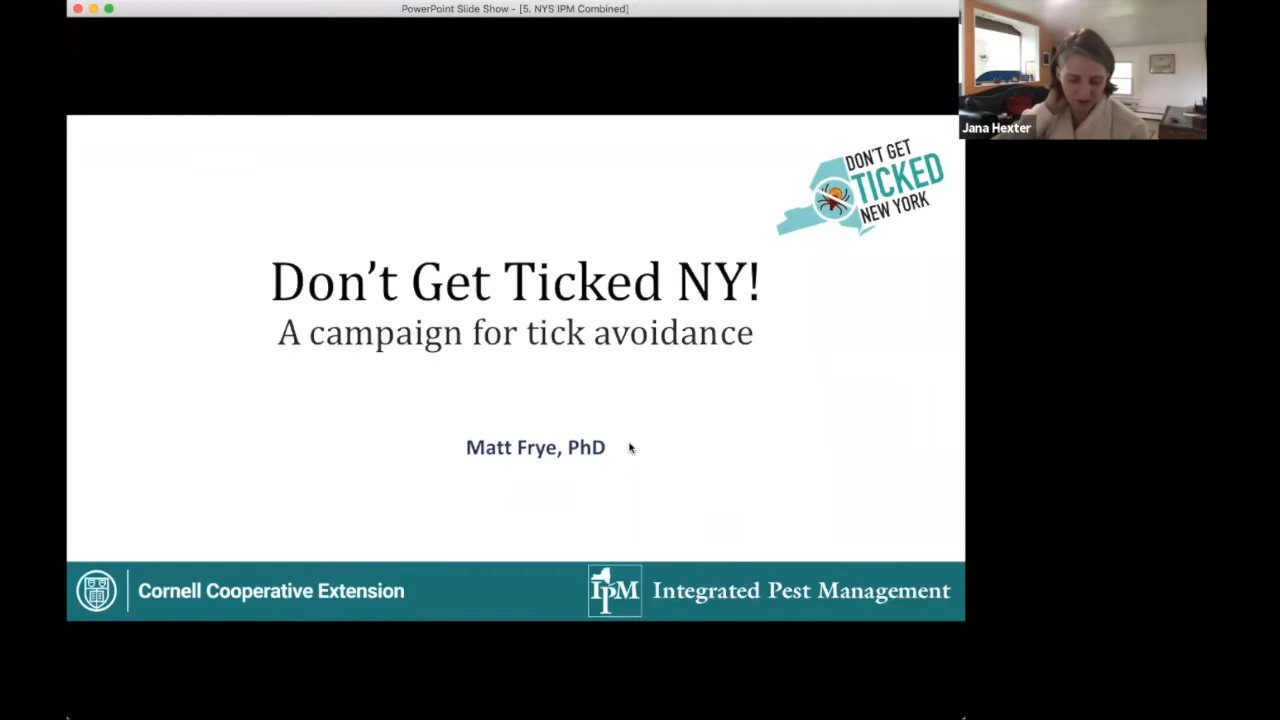 PowerPoint Slide Show - [5. NYS IPM Combined]
Jana Hexter
DON'T GET
TICKED
NEW YORK
Don't Get Ticked NY!
A campaign for tick avoidance
Matt Frye, PhD
Cornell Cooperative Extension
IPM
Integrated Pest Management